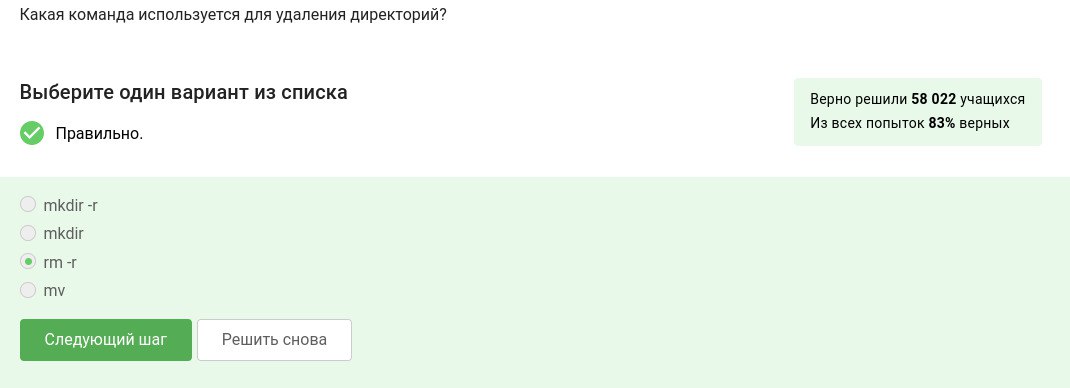 Какая команда используется для удаления директорий?
Выберите один вариант из списка
Правильно.
Верно решили 58 022 учащихся
Из всех попыток 83% верных
mkdir -r
mkdir
rm -r
mv
Следующий шаг
Решить снова